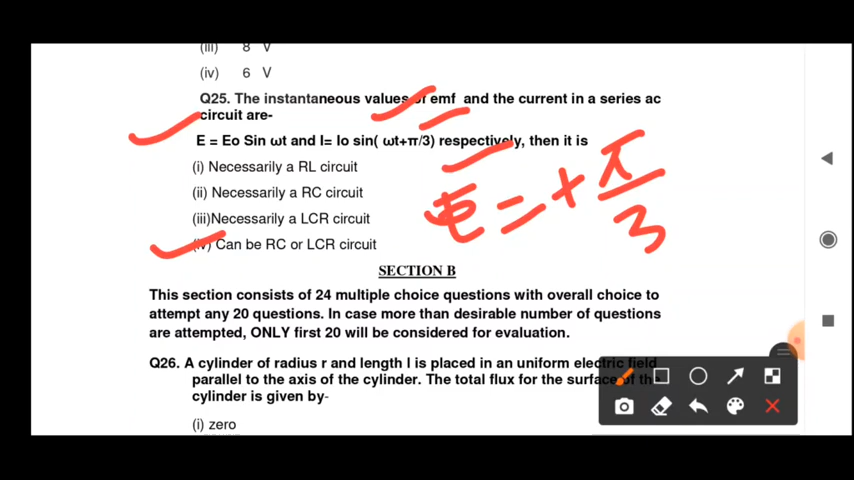 (iii) 8 V
(iv) 6 V
Q25. The instantaneous values of emf and the current in a series ac
circuit are-
E = Eo Sin ωt and I= Io sin( ωt+π/3) respectively, then it is
(i) Necessarily a RL circuit
(ii) Necessarily a RC circuit
(iii)Necessarily a LCR circuit
(iv) Can be RC or LCR circuit
= + π/3
SECTION B
This section consists of 24 multiple choice questions with overall choice to
attempt any 20 questions. In case more than desirable number of questions
are attempted, ONLY first 20 will be considered for evaluation.
Q26. A cylinder of radius r and length l is placed in an uniform electric field
parallel to the axis of the cylinder. The total flux for the surface of the
cylinder is given by-
(i) zero